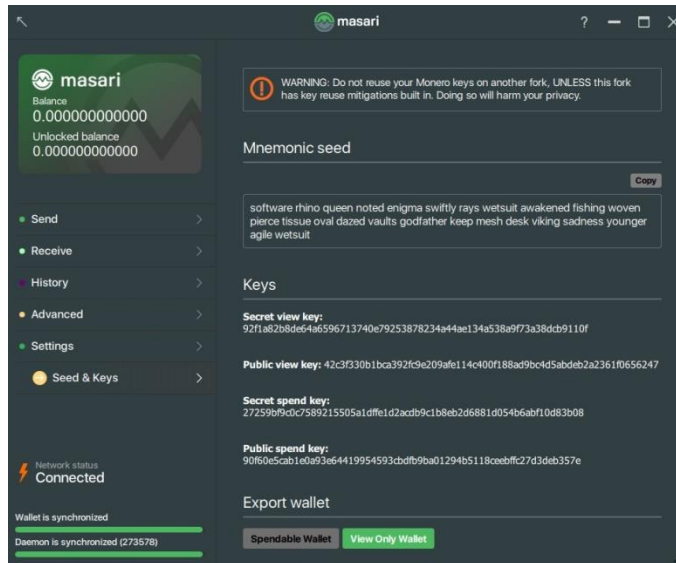 masari
?
masari
Balance
0.000000000000
Unlocked balance
0.000000000000
Send
Receive
History
Advanced
Settings
Seed & Keys
Network status
Connected
Wallet is synchronized
Daemon is synchronized (273578)
WARNING: Do not reuse your Monero keys on another fork, UNLESS this fork
has key reuse mitigations built in. Doing so will harm your privacy.
Mnemonic seed
Copy
software rhino queen noted enigma swiftly rays wetsuit awakened fishing woven
pierce tissue oval dazed vaults godfather keep mesh desk viking sadness younger
agile wetsuit
Keys
Secret view key:
92f1a82b8de64a6596713740e79253878234a44ae134a538a9f73a38dcb9110f
Public view key: 42c3f330b1bca392fc9e209afe114c400f188ad9bc4d5abdeb2a2361f0656247
Secret spend key:
27259bf9c0c7589215505a1dffe1d2acdb9c1b8eb2d6881d054b6abf10d83b08
Public spend key:
90f60e5cab1e0a93e64419954593cbdfb9ba01294b5118ceebffc27d3deb357e
Export wallet
Spendable Wallet
View Only Wallet